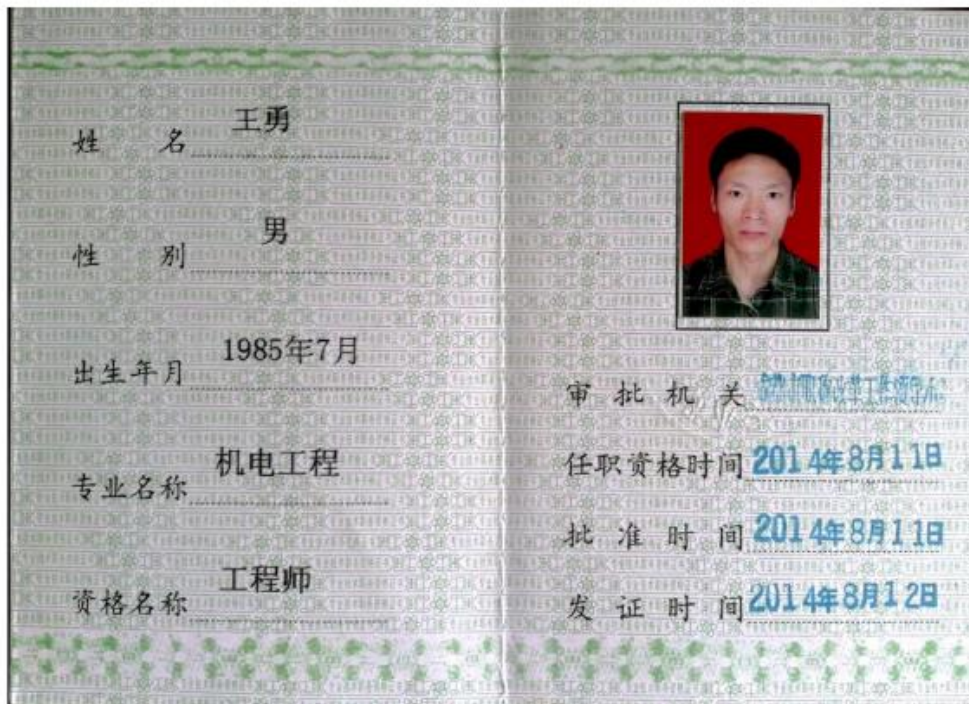 姓 名 王勇
性 别 男
出生年月 1985年7月
专业名称 机电工程
资格名称 工程师
审 批 机 关
任职资格时间 2014年8月11日
批 准 时 间 2014年8月11日
发 证 时 间 2014年8月12日